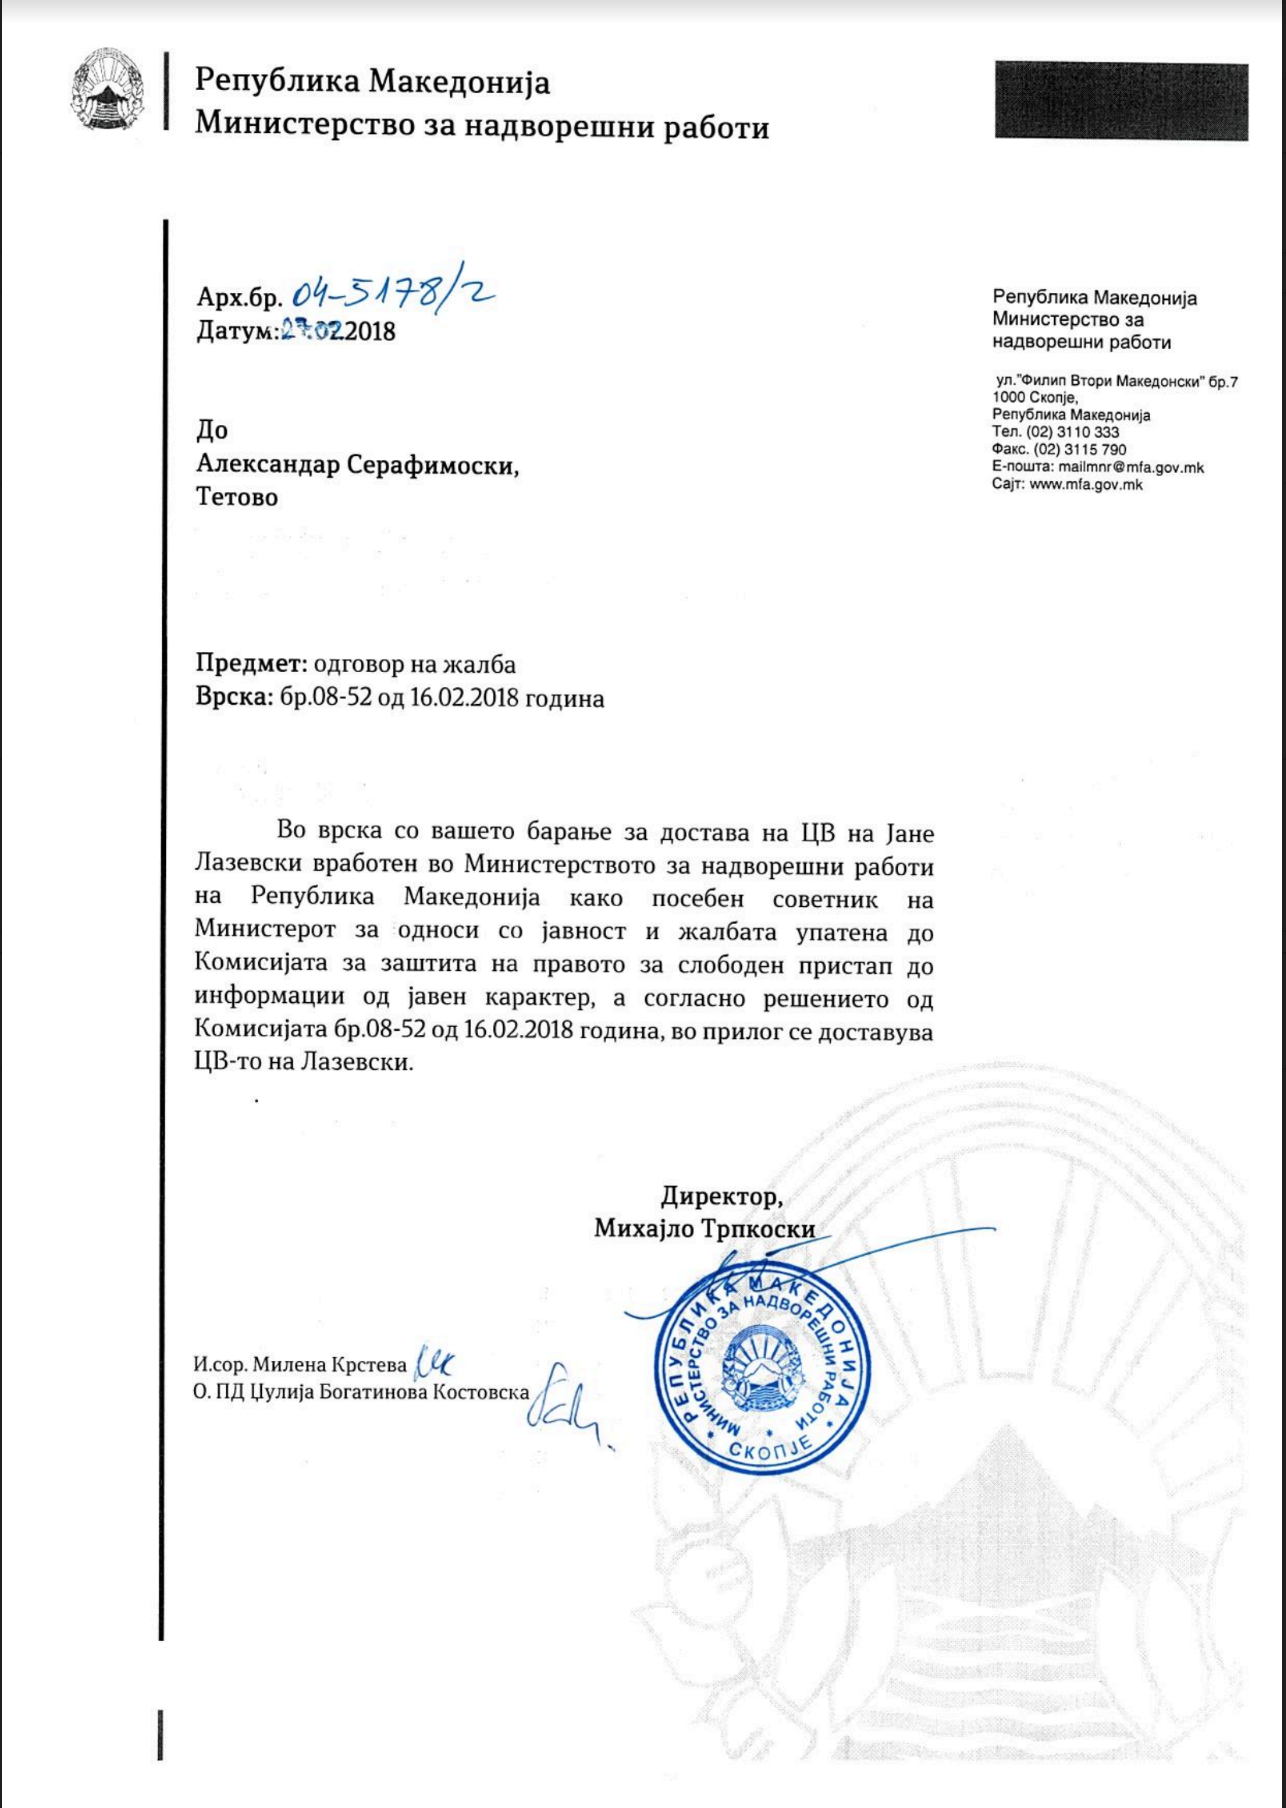 Република Македонија
Министерство за надворешни работи
Арх.бр. 04-5178/2
Датум:27.02.2018
Република Македонија
Министерство за
надворешни работи
ул."Филип Втори Македонски" бр.7
1000 Скопје,
Република Македонија
Тел. (02) 3110 333
Факс. (02) 3115 790
Е-пошта: mailmnr@mfa.gov.mk
Сајт: www.mfa.gov.mk
До
Александар Серафимоски,
Тетово
Предмет: одговор на жалба
Врска: бр.08-52 од 16.02.2018 година
Во врска со вашето барање за достава на ЦВ на Јане
Лазевски вработен во Министерството за надворешни работи
на Република Македонија како посебен советник на
Министерот за односи со јавност и жалбата упатена до
Комисијата за заштита на правото за слободен пристап до
информации од јавен карактер, а согласно решението од
Комисијата бр.08-52 од 16.02.2018 година, во прилог се доставува
ЦВ-то на Лазевски.
Директор,
Михајло Трпкоски
РЕПУБЛИКА МАКЕДОНИЈА
МИНИСТЕРСТВО ЗА НАДВОРЕШНИ РАБОТИ
СКОПЈЕ
И.сор. Милена Крстева
О. ПД Џулија Богатинова Костовска